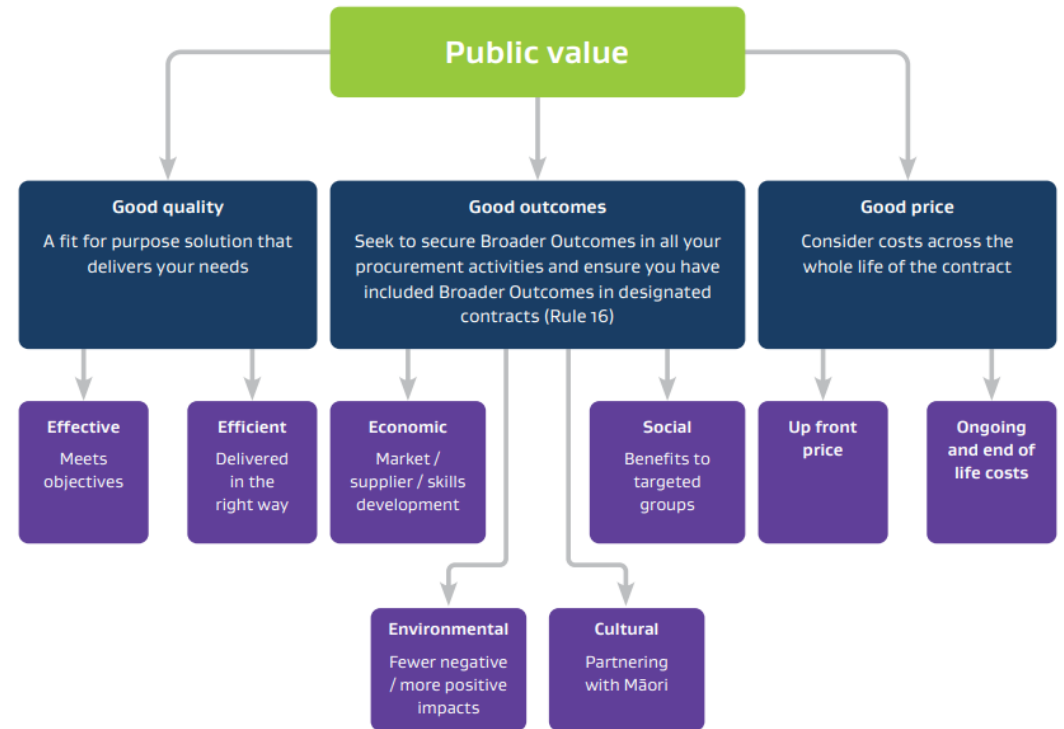 Public value
Good quality
A fit for purpose solution that
delivers your needs
Good outcomes
Seek to secure Broader Outcomes in all your
procurement activities and ensure you have
included Broader Outcomes in designated
contracts (Rule 16)
Good price
Consider costs across the
whole life of the contract
Effective
Meets
objectives
Efficient
Delivered
in the
right way
Economic
Market /
supplier / skills
development
Social
Benefits to
targeted
groups
Up front
price
Ongoing
and end of
life costs
Environmental
Fewer negative
/ more positive
impacts
Cultural
Partnering
with Māori